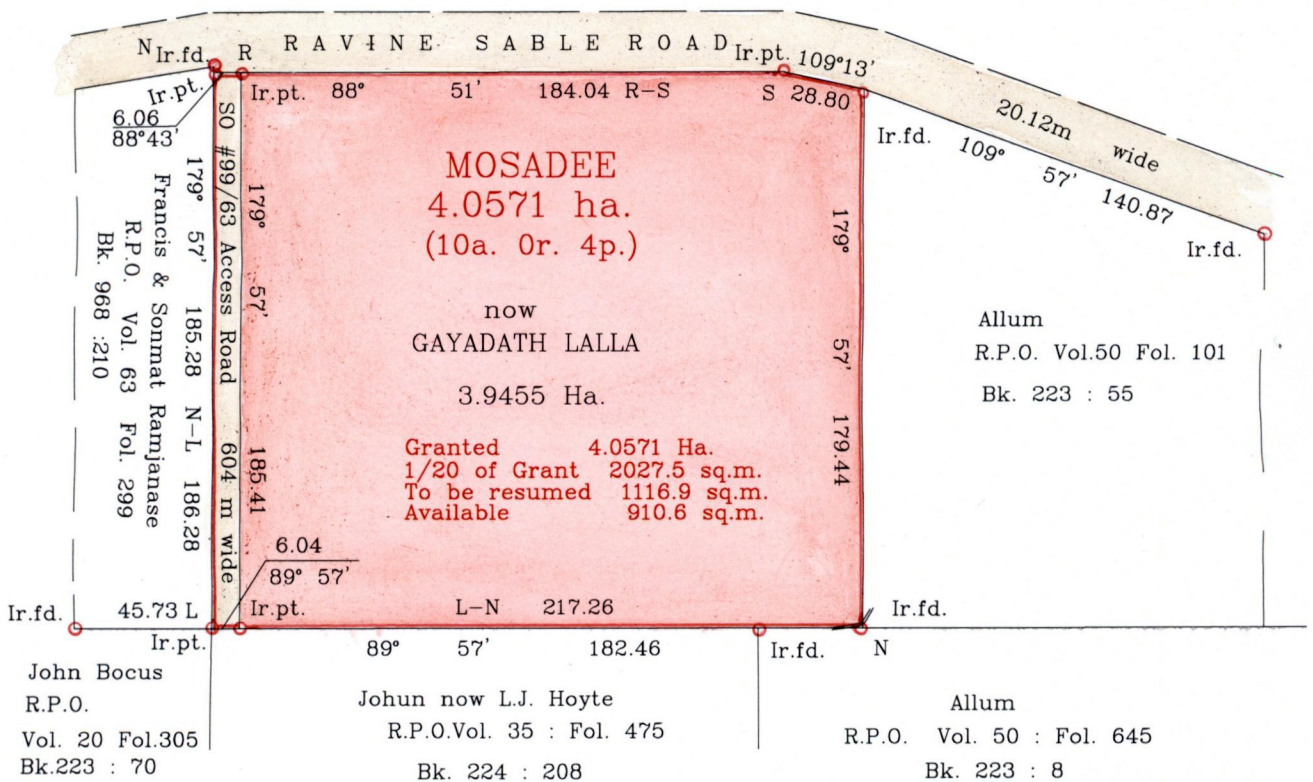 RAVINE SABLE ROAD
N
Ir.fd.
R
Ir.pt.
109°13'
Ir.pt.
Ir.pt.
88° 51' 184.04 R-S
S 28.80
6.06
88°43'
Ir.fd.
20.12m wide
109° 57' 140.87
Ir.fd.
MOSADEE
4.0571 ha.
(10a. 0r. 4p.)
now
GAYADATH LALLA
3.9455 Ha.
Granted 4.0571 Ha.
1/20 of Grant 2027.5 sq.m.
To be resumed 1116.9 sq.m.
Available 910.6 sq.m.
SO #99/63 Access Road 604 m wide
179° 57' 185.41
179° 57' 185.28 N-L 186.28
Francis & Sonmat Ramjanase
R.P.O. Vol. 63 Fol. 299
Bk. 968 :210
179° 57' 179.44
Allum
R.P.O. Vol.50 Fol. 101
Bk. 223 : 55
6.04
89° 57'
Ir.fd.
45.73 L
Ir.pt.
Ir.pt.
L-N 217.26
Ir.fd.
89° 57' 182.46
Ir.fd.
N
John Bocus
R.P.O.
Vol. 20 Fol.305
Bk.223 : 70
Johun now L.J. Hoyte
R.P.O.Vol. 35 : Fol. 475
Bk. 224 : 208
Allum
R.P.O. Vol. 50 : Fol. 645
Bk. 223 : 8